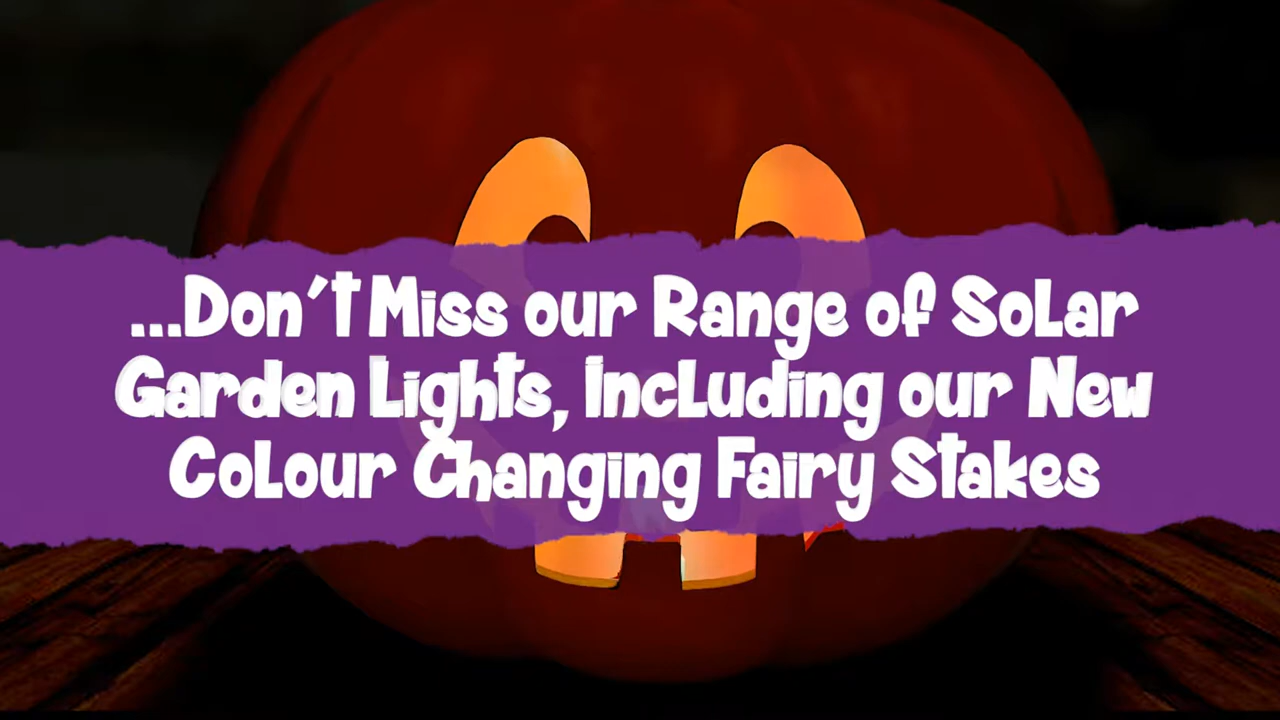 ...Don't Miss our Range of Solar
Garden Lights, including our New
Colour Changing Fairy Stakes